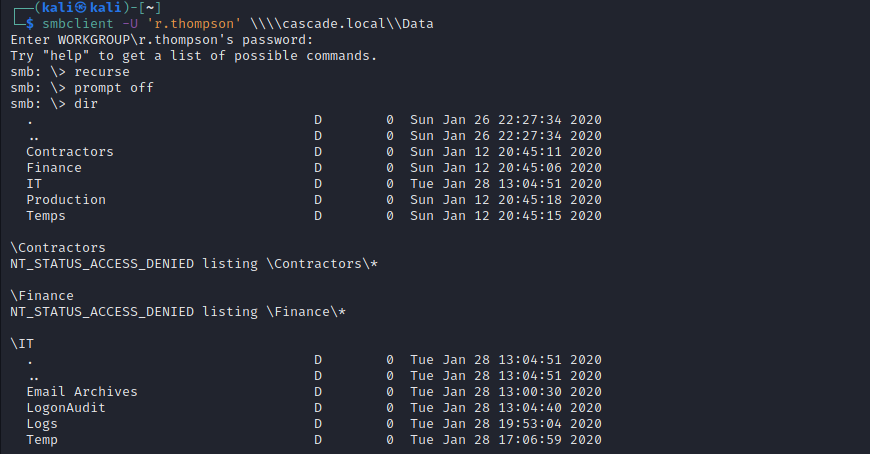 ┌──(kali㉿kali)-[~]
└─$ smbclient -U 'r.thompson' \\\\cascade.local\\Data
Enter WORKGROUP\r.thompson's password:
Try "help" to get a list of possible commands.
smb: \> recurse
smb: \> prompt off
smb: \> dir
  .                                   D        0  Sun Jan 26 22:27:34 2020
  ..                                  D        0  Sun Jan 26 22:27:34 2020
  Contractors                         D        0  Sun Jan 12 20:45:11 2020
  Finance                             D        0  Sun Jan 12 20:45:06 2020
  IT                                  D        0  Tue Jan 28 13:04:51 2020
  Production                          D        0  Sun Jan 12 20:45:18 2020
  Temps                               D        0  Sun Jan 12 20:45:15 2020

\Contractors
NT_STATUS_ACCESS_DENIED listing \Contractors\*

\Finance
NT_STATUS_ACCESS_DENIED listing \Finance\*

\IT
  .                                   D        0  Tue Jan 28 13:04:51 2020
  ..                                  D        0  Tue Jan 28 13:04:51 2020
  Email Archives                      D        0  Tue Jan 28 13:00:30 2020
  LogonAudit                          D        0  Tue Jan 28 13:04:40 2020
  Logs                                D        0  Tue Jan 28 19:53:04 2020
  Temp                                D        0  Tue Jan 28 17:06:59 2020